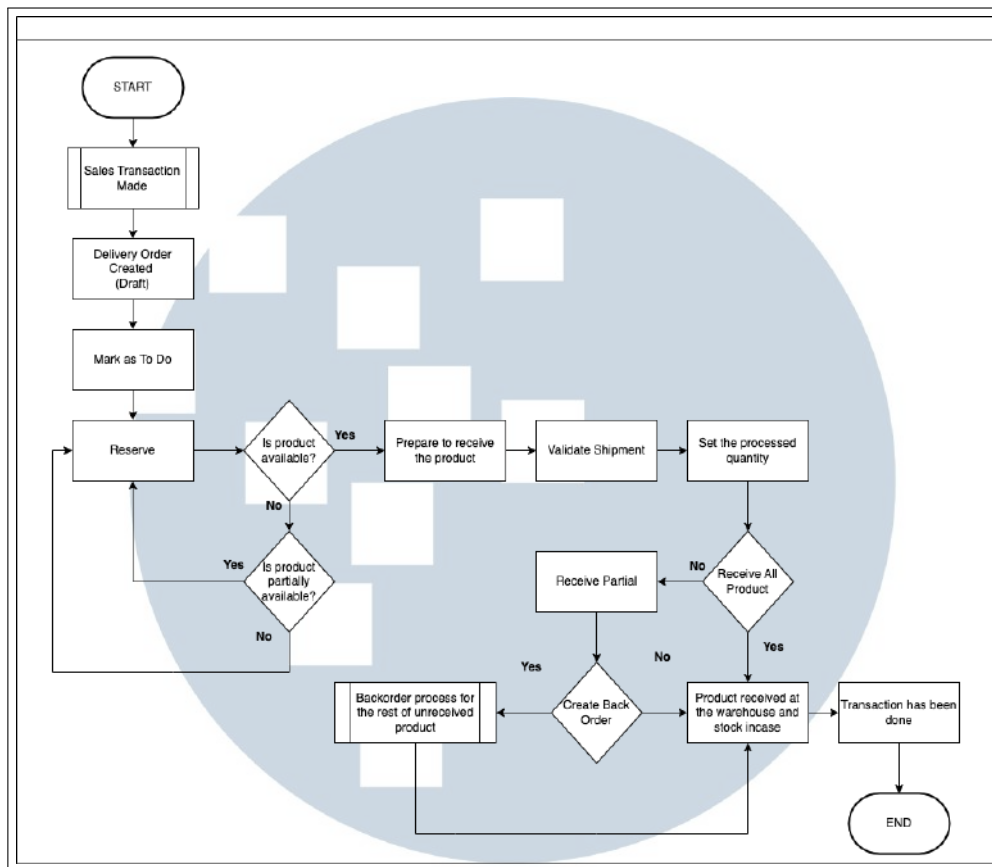 START
Sales Transaction
Made
Delivery Order
Created
(Draft)
Mark as To Do
Reserve
Is product
available?
Yes
Prepare to receive
the product
Validate Shipment
Set the processed
quantity
No
Is product
partially
available?
Yes
No
Receive All
Product
No
Yes
Receive Partial
Create Back
Order
Yes
No
Backorder process for
the rest of unreceived
product
Product received at
the warehouse and
stock incase
Transaction has been
done
END